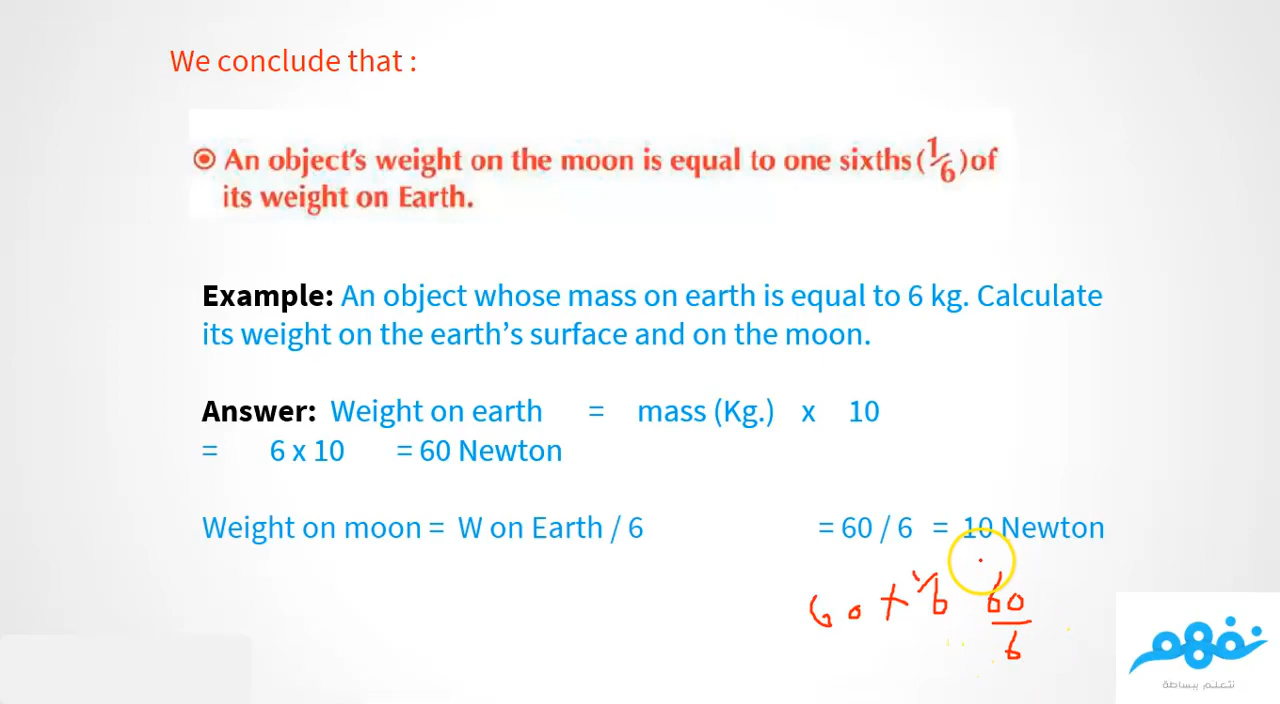 We conclude that :
An object's weight on the moon is equal to one sixths (1/6) of
its weight on Earth.
Example: An object whose mass on earth is equal to 6 kg. Calculate
its weight on the earth’s surface and on the moon.
Answer: Weight on earth = mass (Kg.) x 10
= 6 x 10 = 60 Newton
Weight on moon = W on Earth / 6 = 60 / 6 = 10 Newton
60 x 1/6 60/6
نفهم
نتعلم ببساطة